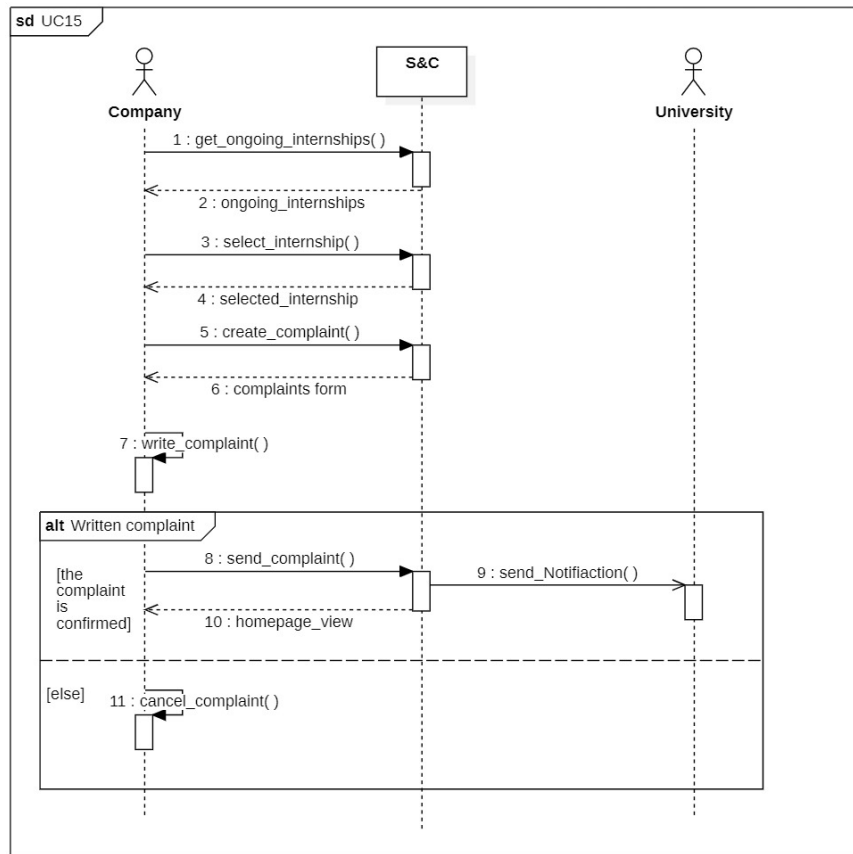 sd UC15
S&C
Company
University
1 : get_ongoing_internships( )
2 : ongoing_internships
3 : select_internship( )
4 : selected_internship
5 : create_complaint( )
6 : complaints form
7 : write_complaint( )
alt Written complaint
8 : send_complaint( )
9 : send_Notifiaction( )
[the
complaint
is
confirmed]
10 : homepage_view
[else]
11 : cancel_complaint( )